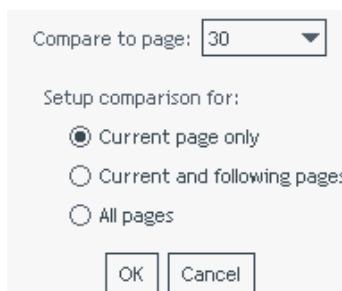 Compare to page: 30
Setup comparison for:
Current page only
Current and following pages
All pages
OK Cancel